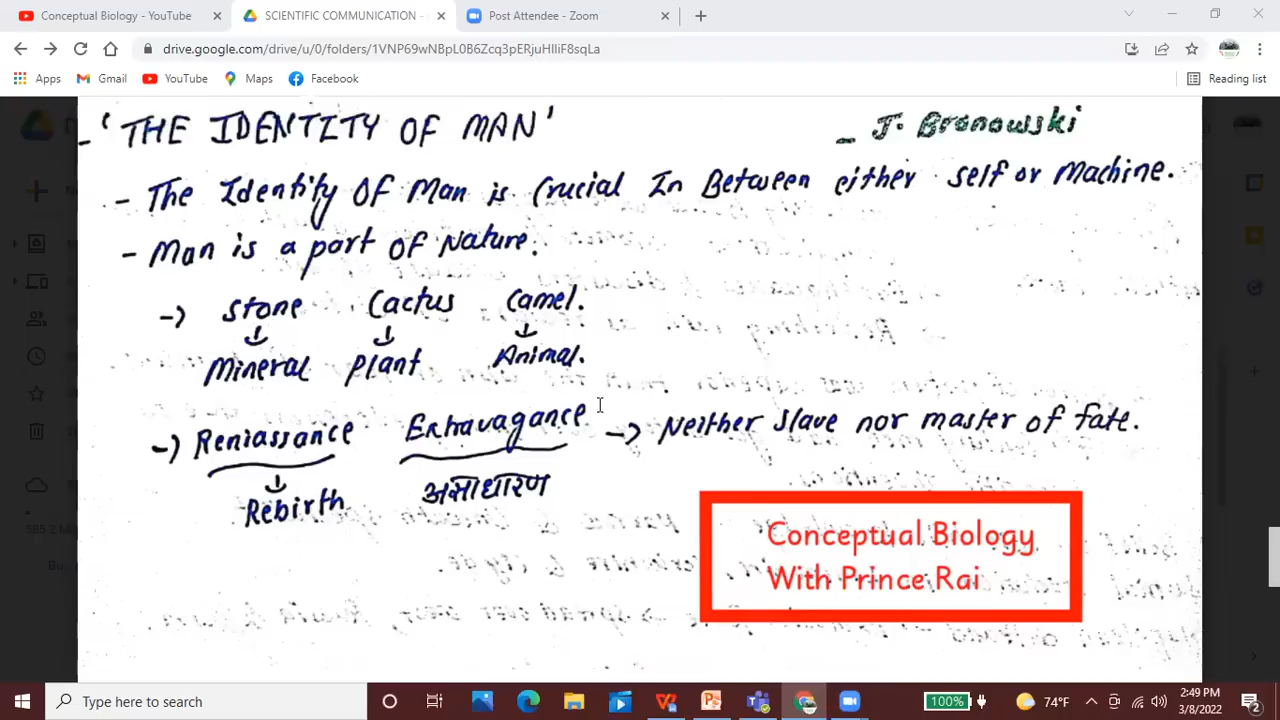 Conceptual Biology - YouTube
SCIENTIFIC COMMUNICATION -
Post Attendee - Zoom
drive.google.com/drive/u/0/folders/1VNP69wNBpL0B6Zcq3pERjuHIliF8sqLa
Apps Gmail YouTube Maps Facebook Reading list
- 'THE IDENTITY OF MAN'
- J. Bronowski
- The Identity OF Man is Crucial In Between either self or Machine.
- Man is a part OF Nature.
-> Stone Cactus Camel.
↓ ↓ ↓
Mineral Plant Animal.
-> Reniassance Extravagance -> Neither slave nor master of fate.
↓
Rebirth असाधारण
Conceptual Biology
With Prince Rai
Type here to search
100%
74°F
2:49 PM
3/8/2022
2